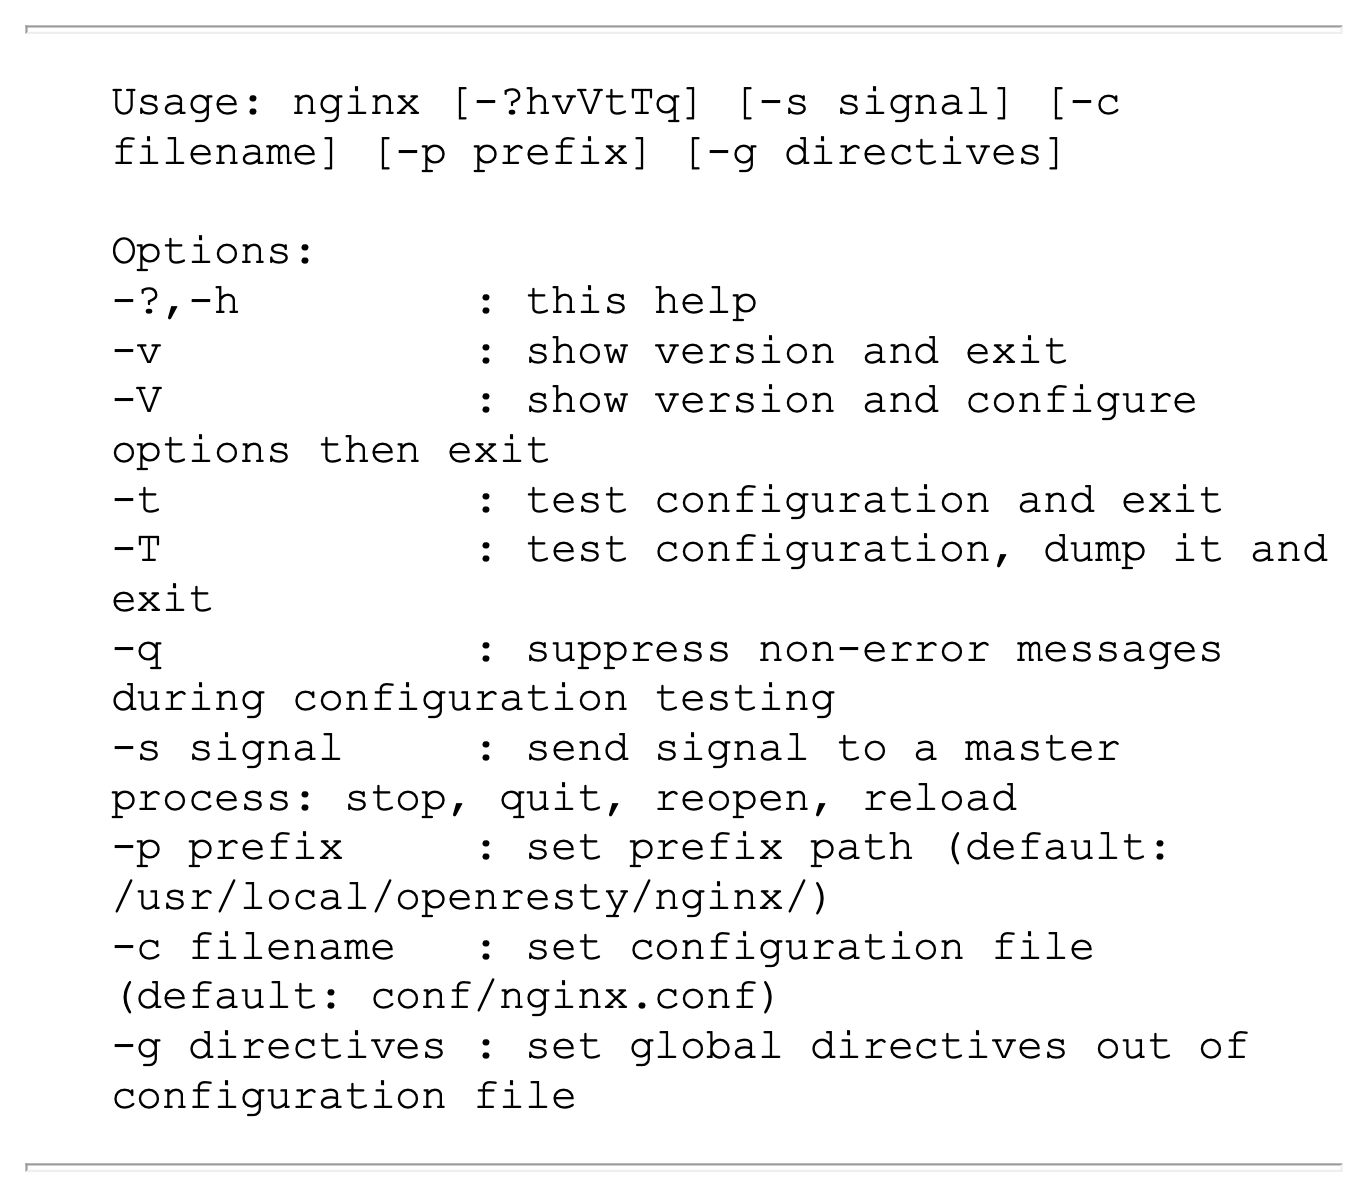 Usage: nginx [-?hvVtTq] [-s signal] [-c
filename] [-p prefix] [-g directives]

Options:
-?,-h         : this help
-v            : show version and exit
-V            : show version and configure
options then exit
-t            : test configuration and exit
-T            : test configuration, dump it and
exit
-q            : suppress non-error messages
during configuration testing
-s signal     : send signal to a master
process: stop, quit, reopen, reload
-p prefix     : set prefix path (default:
/usr/local/openresty/nginx/)
-c filename   : set configuration file
(default: conf/nginx.conf)
-g directives : set global directives out of
configuration file